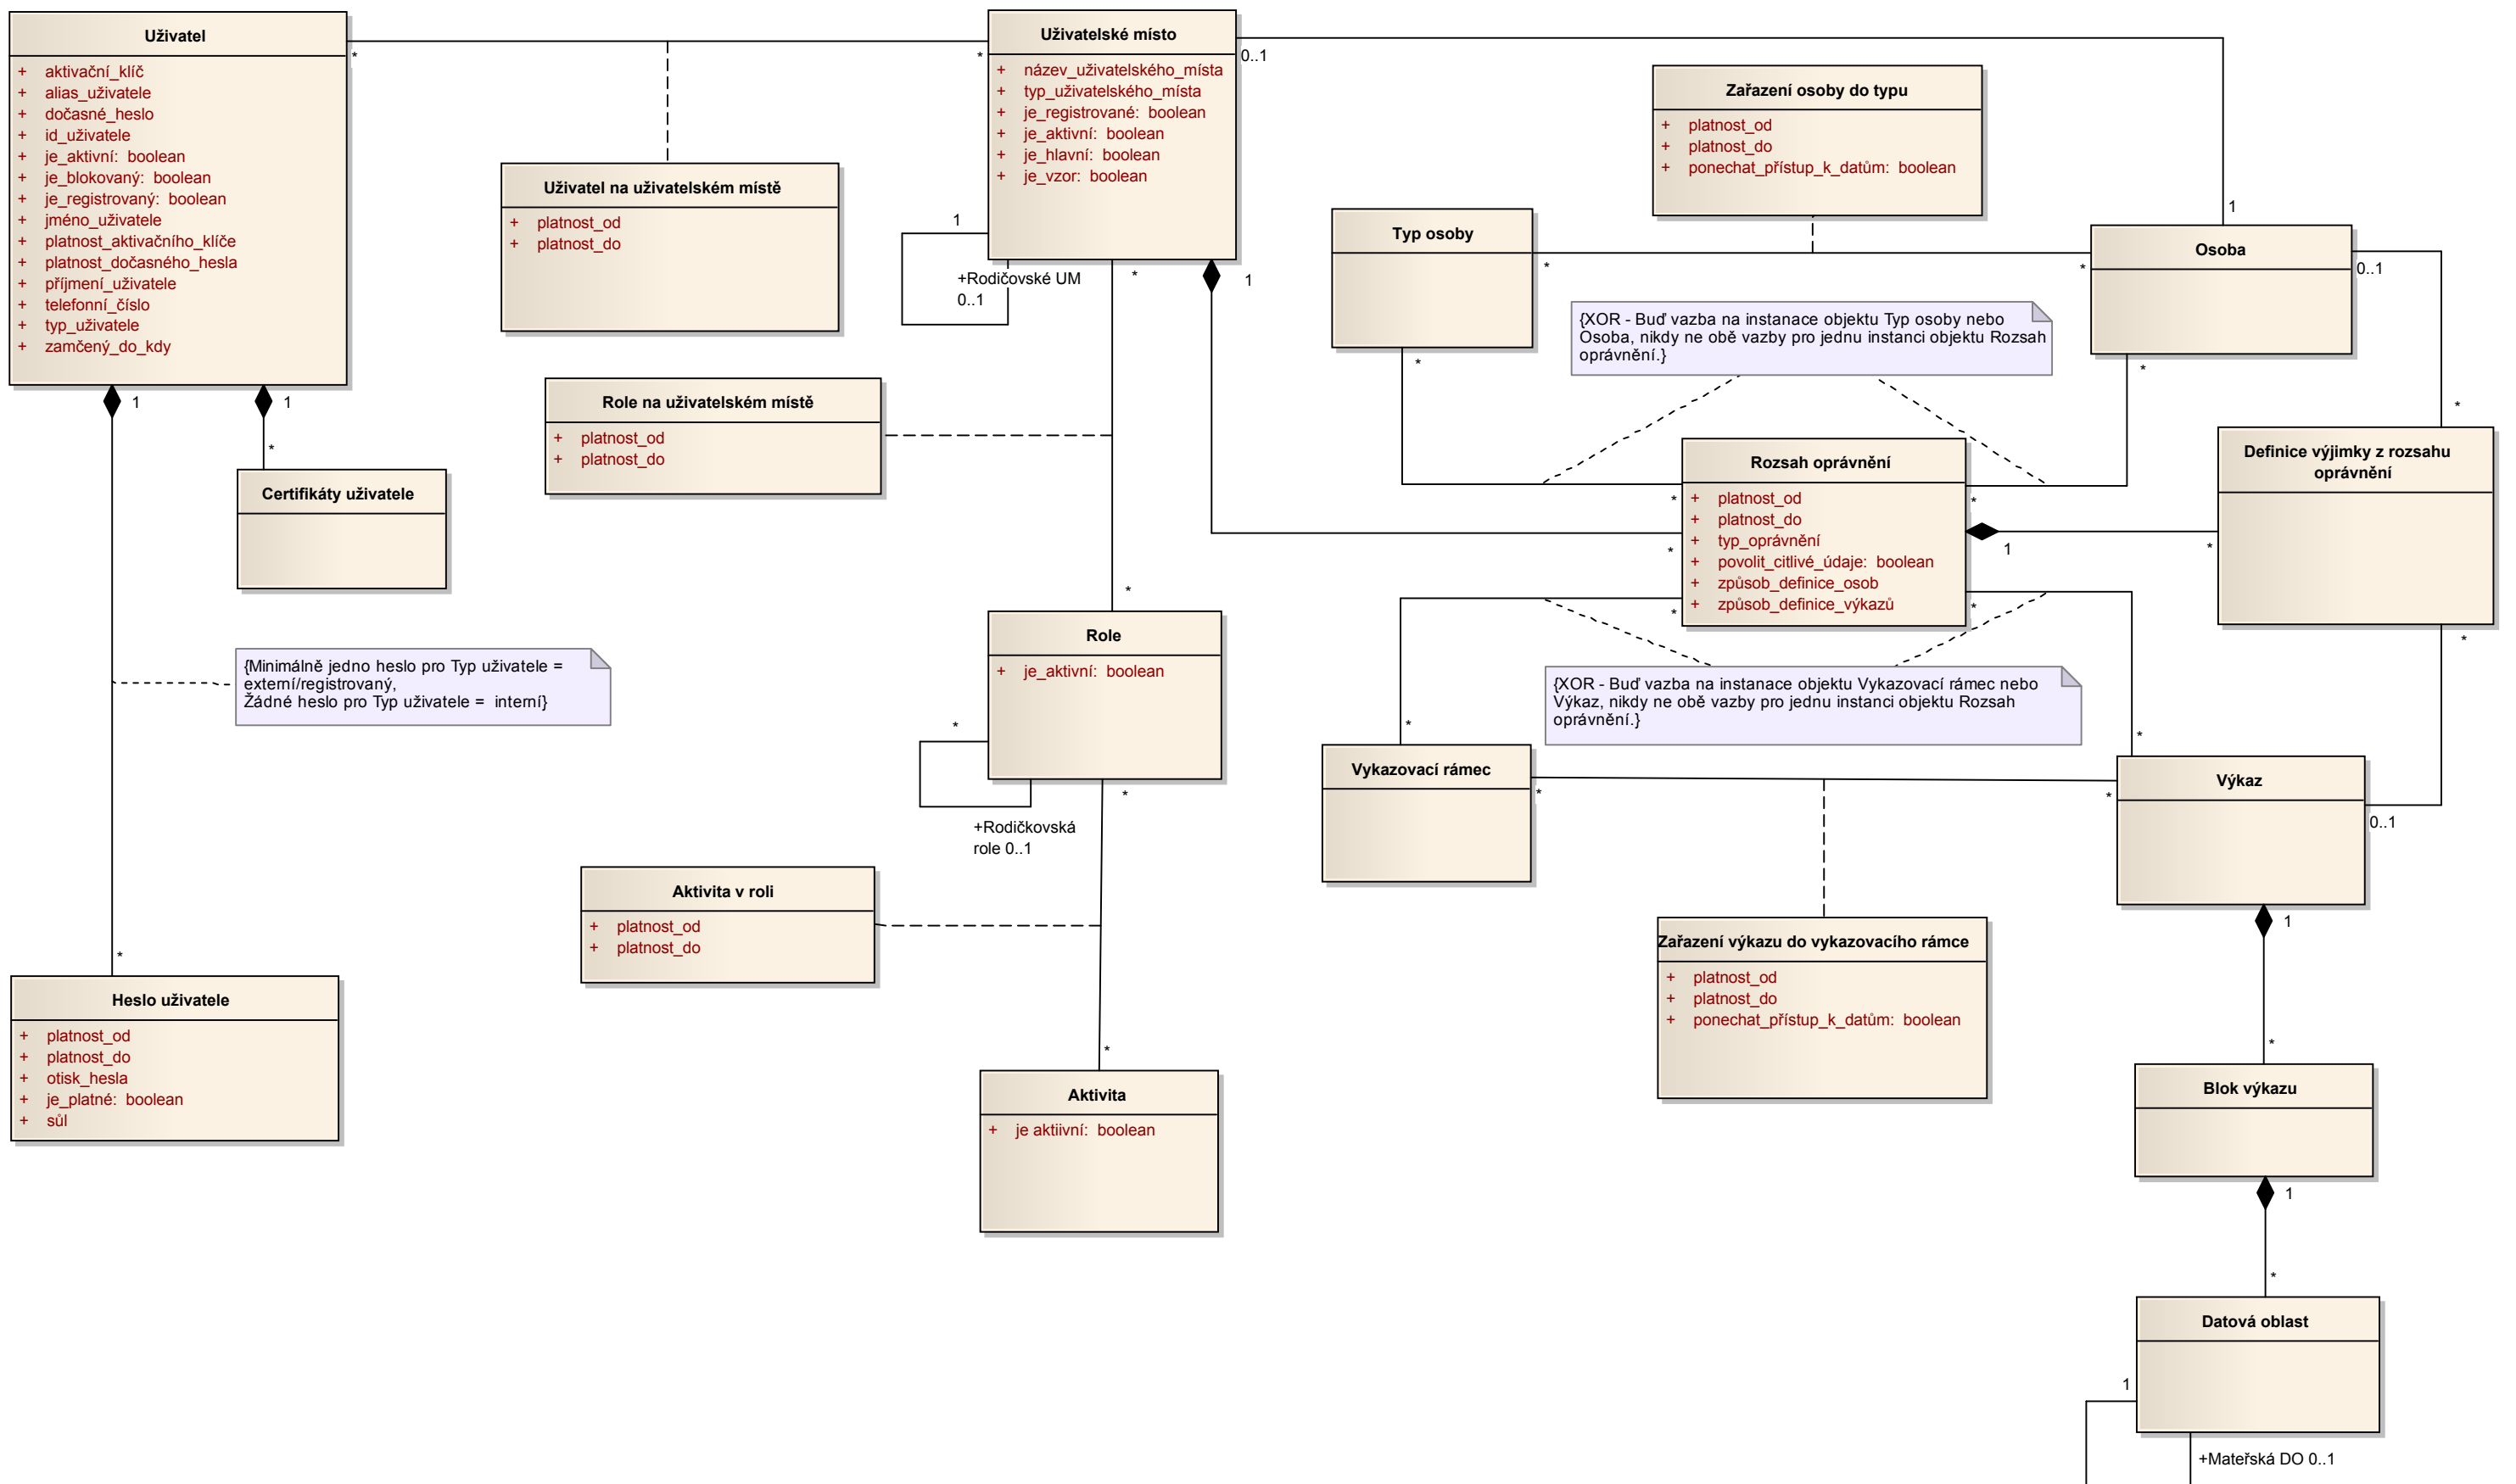 Uživatel
+ aktivační_klíč
+ alias_uživatele
+ dočasné_heslo
+ id_uživatele
+ je_aktivní: boolean
+ je_blokovaný: boolean
+ je_registrovaný: boolean
+ jméno_uživatele
+ platnost_aktivačního_klíče
+ platnost_dočasného_hesla
+ příjmení_uživatele
+ telefonní_číslo
+ typ_uživatele
+ zamčený_do_kdy
*
*
1
1
Uživatel na uživatelském místě
+ platnost_od
+ platnost_do
Uživatelské místo
+ název_uživatelského_místa
+ typ_uživatelského_místa
+ je_registrované: boolean
+ je_aktivní: boolean
+ je_hlavní: boolean
+ je_vzor: boolean
0..1
1
1
+Rodičovské UM
0..1
*
1
Zařazení osoby do typu
+ platnost_od
+ platnost_do
+ ponechat_přístup_k_datům: boolean
Typ osoby
*
*
*
Osoba
0..1
*
*
{XOR - Buď vazba na instanace objektu Typ osoby nebo
Osoba, nikdy ne obě vazby pro jednu instanci objektu Rozsah
oprávnění.}
Role na uživatelském místě
+ platnost_od
+ platnost_do
*
Certifikáty uživatele
Rozsah oprávnění
+ platnost_od
+ platnost_do
+ typ_oprávnění
+ povolit_citlivé_údaje: boolean
+ způsob_definice_osob
+ způsob_definice_výkazů
*
*
*
1
*
*
*
Definice výjimky z rozsahu
oprávnění
*
*
Role
+ je_aktivní: boolean
*
+Rodičkovská
role 0..1
*
{Minimálně jedno heslo pro Typ uživatele =
externí/registrovaný,
Žádné heslo pro Typ uživatele = interní}
{XOR - Buď vazba na instanace objektu Vykazovací rámec nebo
Výkaz, nikdy ne obě vazby pro jednu instanci objektu Rozsah
oprávnění.}
*
*
Vykazovací rámec
*
*
Výkaz
0..1
1
Aktivita v roli
+ platnost_od
+ platnost_do
Zařazení výkazu do vykazovacího rámce
+ platnost_od
+ platnost_do
+ ponechat_přístup_k_datům: boolean
*
Heslo uživatele
+ platnost_od
+ platnost_do
+ otisk_hesla
+ je_platné: boolean
+ sůl
*
Aktivita
+ je aktiivní: boolean
*
Blok výkazu
1
*
Datová oblast
1
+Mateřská DO 0..1